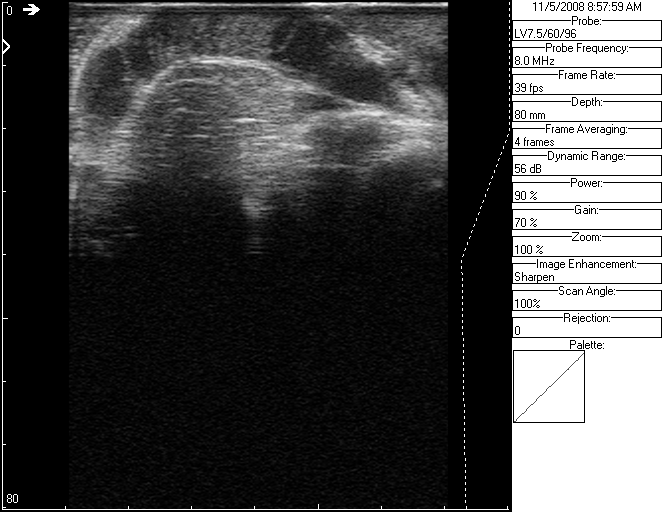 0
11/5/2008 8:57:59 AM
Probe:
LV7.5/60/96
Probe Frequency:
8.0 MHz
Frame Rate:
39 fps
Depth:
80 mm
Frame Averaging:
4 frames
Dynamic Range:
56 dB
Power:
90 %
Gain:
70 %
Zoom:
100 %
Image Enhancement:
Sharpen
Scan Angle:
100%
Rejection:
0
Palette:
80